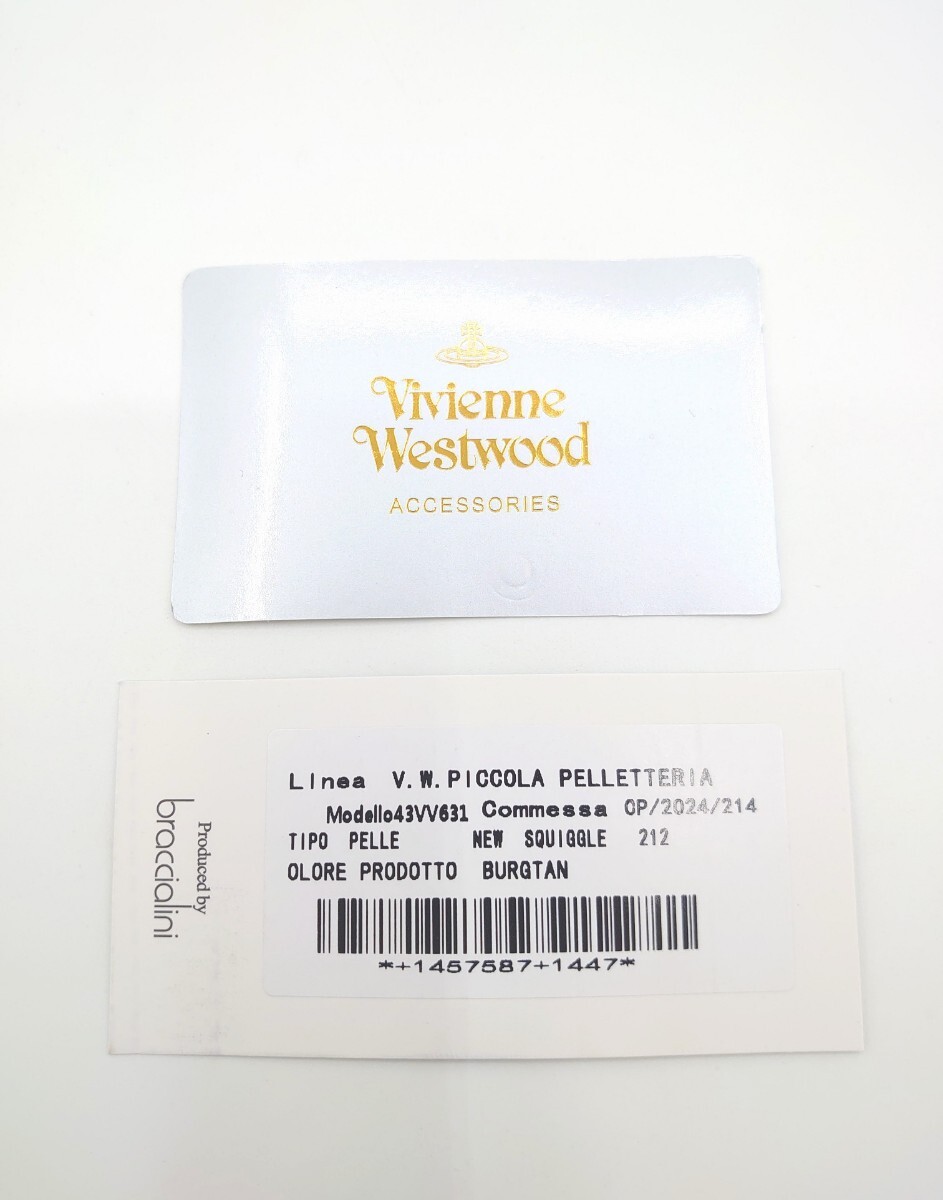 Vivienne
Westwood
ACCESSORIES
Linea V.W.PICCOLA PELLETTERIA
Modello43VV631 Commessa OP/2024/214
TIPO PELLE NEW SQUIGGLE 212
OLORE PRODOTTO BURGTAN
*+1457587+1447*
Produced by
braccialini